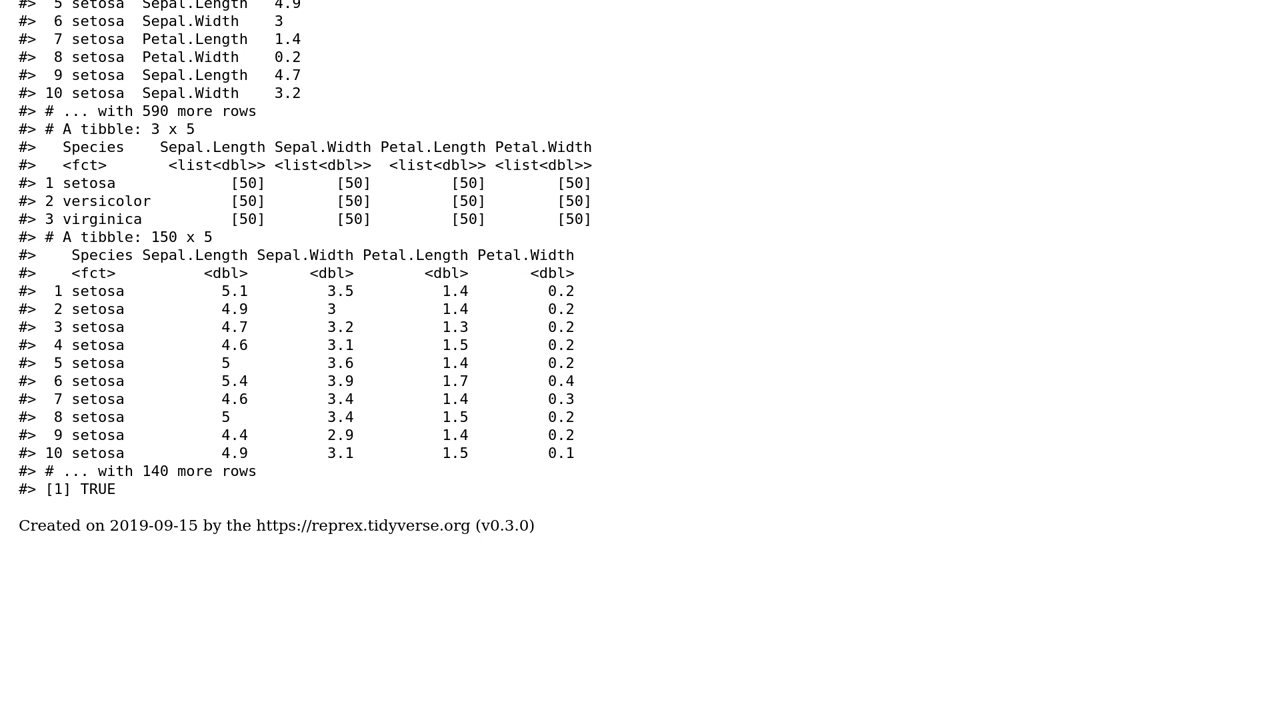 #>  5 setosa  Sepal.Length   4.9
#>  6 setosa  Sepal.Width    3
#>  7 setosa  Petal.Length   1.4
#>  8 setosa  Petal.Width    0.2
#>  9 setosa  Sepal.Length   4.7
#> 10 setosa  Sepal.Width    3.2
#> # ... with 590 more rows
#> # A tibble: 3 x 5
#>   Species    Sepal.Length Sepal.Width Petal.Length Petal.Width
#>   <fct>       <list<dbl>> <list<dbl>>  <list<dbl>> <list<dbl>>
#> 1 setosa             [50]        [50]         [50]        [50]
#> 2 versicolor         [50]        [50]         [50]        [50]
#> 3 virginica          [50]        [50]         [50]        [50]
#> # A tibble: 150 x 5
#>    Species Sepal.Length Sepal.Width Petal.Length Petal.Width
#>    <fct>          <dbl>       <dbl>        <dbl>       <dbl>
#>  1 setosa           5.1         3.5          1.4         0.2
#>  2 setosa           4.9         3            1.4         0.2
#>  3 setosa           4.7         3.2          1.3         0.2
#>  4 setosa           4.6         3.1          1.5         0.2
#>  5 setosa           5           3.6          1.4         0.2
#>  6 setosa           5.4         3.9          1.7         0.4
#>  7 setosa           4.6         3.4          1.4         0.3
#>  8 setosa           5           3.4          1.5         0.2
#>  9 setosa           4.4         2.9          1.4         0.2
#> 10 setosa           4.9         3.1          1.5         0.1
#> # ... with 140 more rows
#> [1] TRUE
Created on 2019-09-15 by the https://reprex.tidyverse.org (v0.3.0)